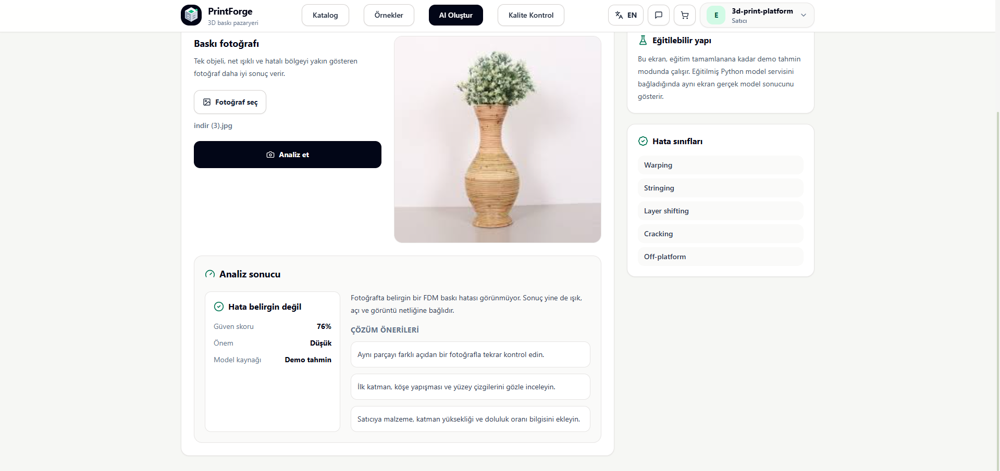 PrintForge
3D baskı pazaryeri
Katalog
Örnekler
AI Oluştur
Kalite Kontrol
EN
E
3d-print-platform
Satıcı
Baskı fotoğrafı
Tek objeli, net ışıklı ve hatalı bölgeyi yakın gösteren
fotoğraf daha iyi sonuç verir.
Fotoğraf seç
indir (3).jpg
Analiz et
Analiz sonucu
Hata belirgin değil
Güven skoru 76%
Önem Düşük
Model kaynağı Demo tahmin
Fotoğrafta belirgin bir FDM baskı hatası görünmüyor. Sonuç yine de ışık,
açı ve görüntü netliğine bağlıdır.
ÇÖZÜM ÖNERİLERİ
Aynı parçayı farklı açıdan bir fotoğrafla tekrar kontrol edin.
İlk katman, köşe yapışması ve yüzey çizgilerini gözle inceleyin.
Satıcıya malzeme, katman yüksekliği ve doluluk oranı bilgisini ekleyin.
Eğitilebilir yapı
Bu ekran, eğitim tamamlanana kadar demo tahmin
modunda çalışır. Eğitilmiş Python model servisini
bağladığında aynı ekran gerçek model sonucunu
gösterir.
Hata sınıfları
Warping
Stringing
Layer shifting
Cracking
Off-platform